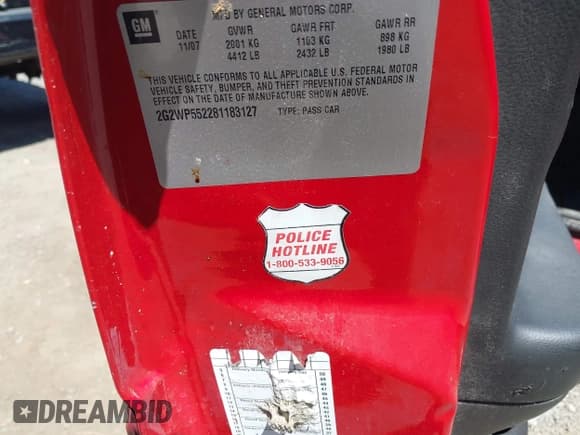 GM
MFD BY GENERAL MOTORS CORP.
DATE GVWR GAWR FRT GAWR RR
11/07 2001 KG 1103 KG 898 KG
4412 LB 2432 LB 1980 LB
THIS VEHICLE CONFORMS TO ALL APPLICABLE U.S. FEDERAL MOTOR
VEHICLE SAFETY, BUMPER, AND THEFT PREVENTION STANDARDS IN
EFFECT ON THE DATE OF MANUFACTURE SHOWN ABOVE.
2G2WP552281183127 TYPE: PASS CAR
POLICE
HOTLINE
1-800-533-9056
DREAMBID